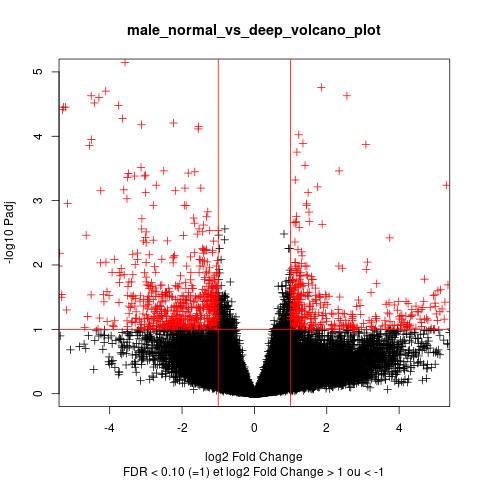 male_normal_vs_deep_volcano_plot
-log10 Padj
5
4
3
2
1
0
-4 -2 0 2 4
log2 Fold Change
FDR < 0.10 (=1) et log2 Fold Change > 1 ou < -1